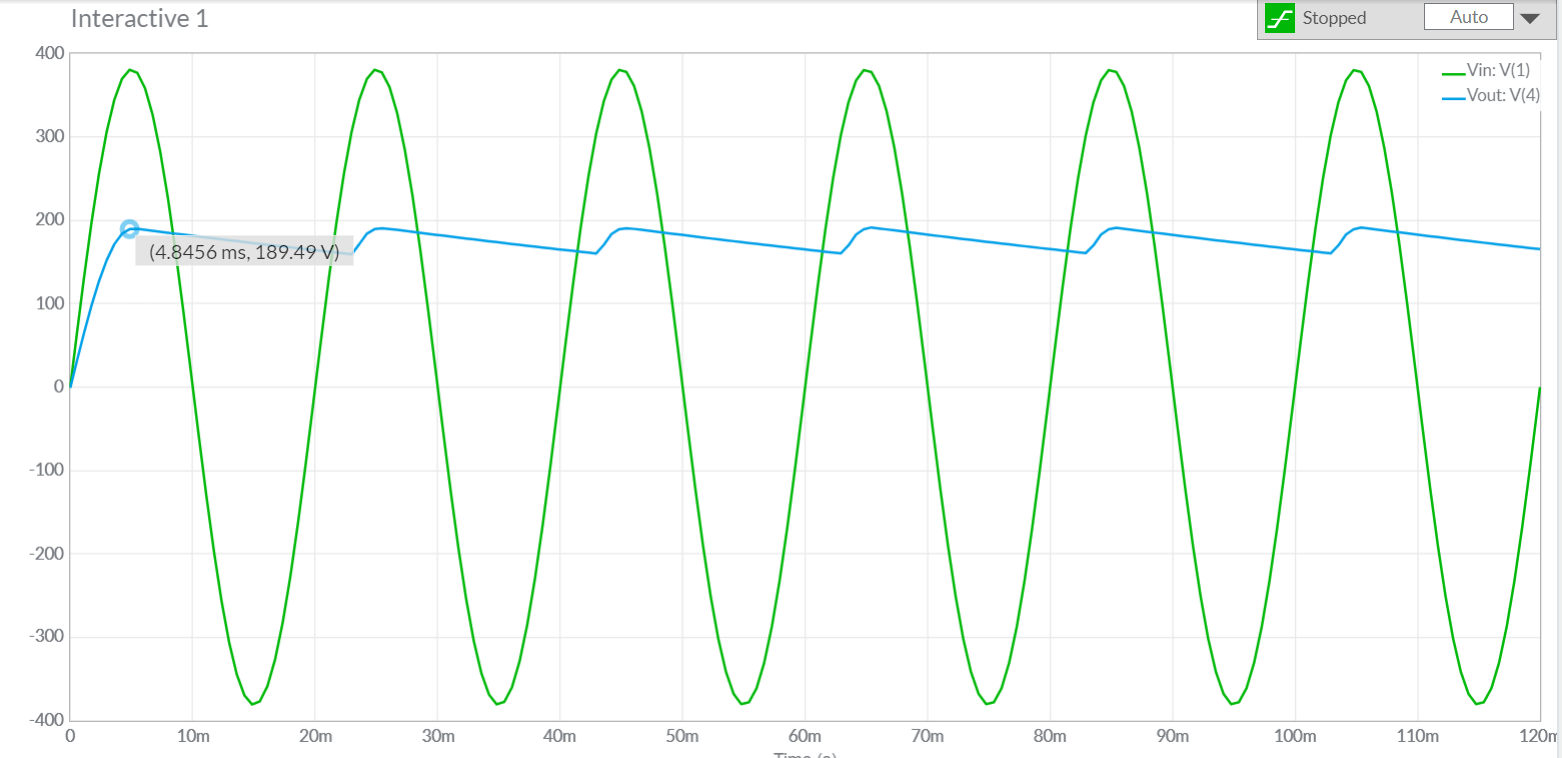 Interactive 1
Stopped
Auto
400
300
200
100
0
-100
-200
-300
-400
Vin: V(1)
Vout: V(4)
(4.8456 ms, 189.49 V)
0 10m 20m 30m 40m 50m 60m 70m 80m 90m 100m 110m 120m